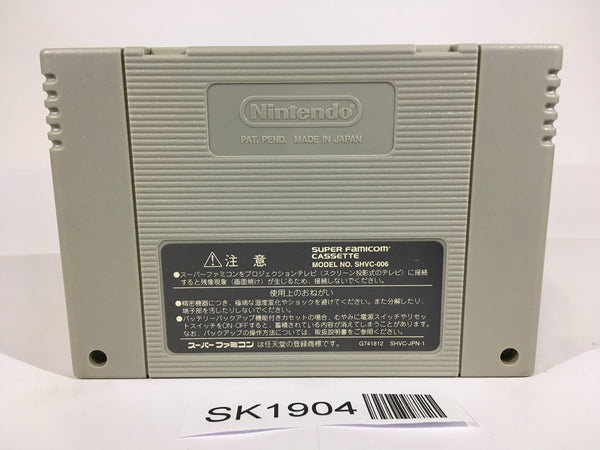 Nintendo
PAT. PEND. MADE IN JAPAN
⚠注意
SUPER FAMICOM
CASSETTE
MODEL NO. SHVC-006
●スーパーファミコンをプロジェクションテレビ(スクリーン投影式のテレビ)に接続
すると残像現象(画面焼け)が生じるため、接続しないでください。
使用上のおねがい
●精密機器につき、極端な温度変化やショックを避けてください。また分解したり、
端子部を汚したりしないでください。
●バッテリーバックアップ機能付きカセットの場合、むやみに電源スイッチやリセッ
トスイッチをON・OFFすると、蓄積されている内容が消えてしまうことがあります。
なお、バックアップの操作方法については、取扱説明書をご参照ください。
スーパーファミコン は任天堂の登録商標です。
G741812 SHVC-JPN-1
SK1904